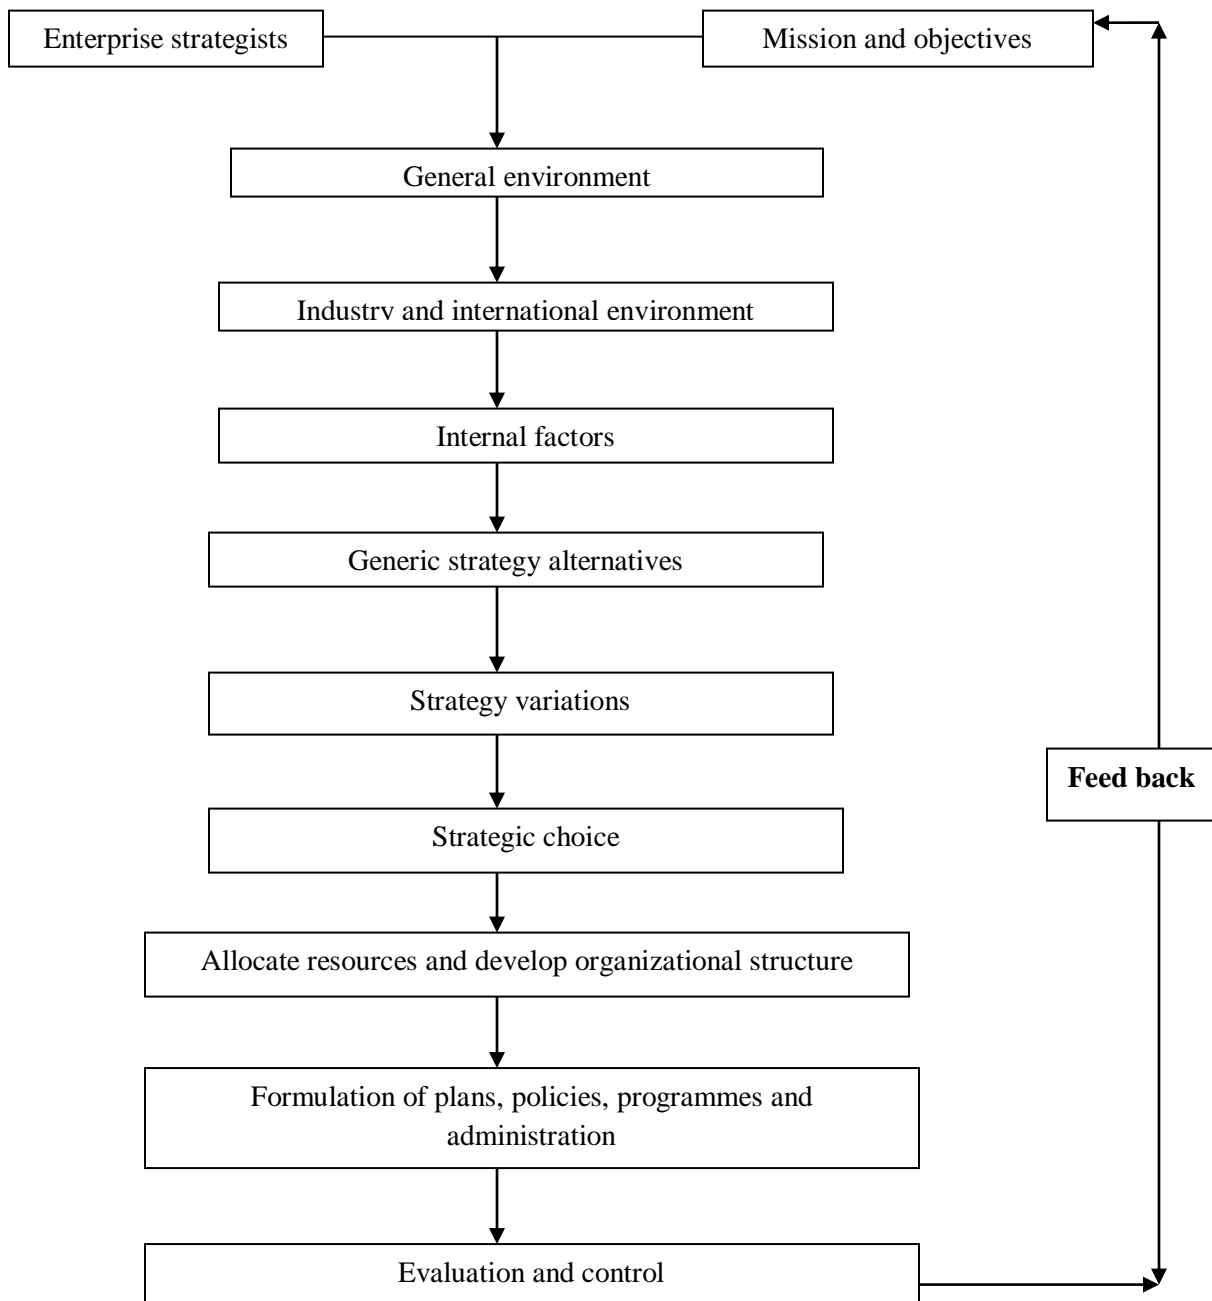 Enterprise strategists
Mission and objectives
General environment
Industry and international environment
Internal factors
Generic strategy alternatives
Strategy variations
Feed back
Strategic choice
Allocate resources and develop organizational structure
Formulation of plans, policies, programmes and
administration
Evaluation and control